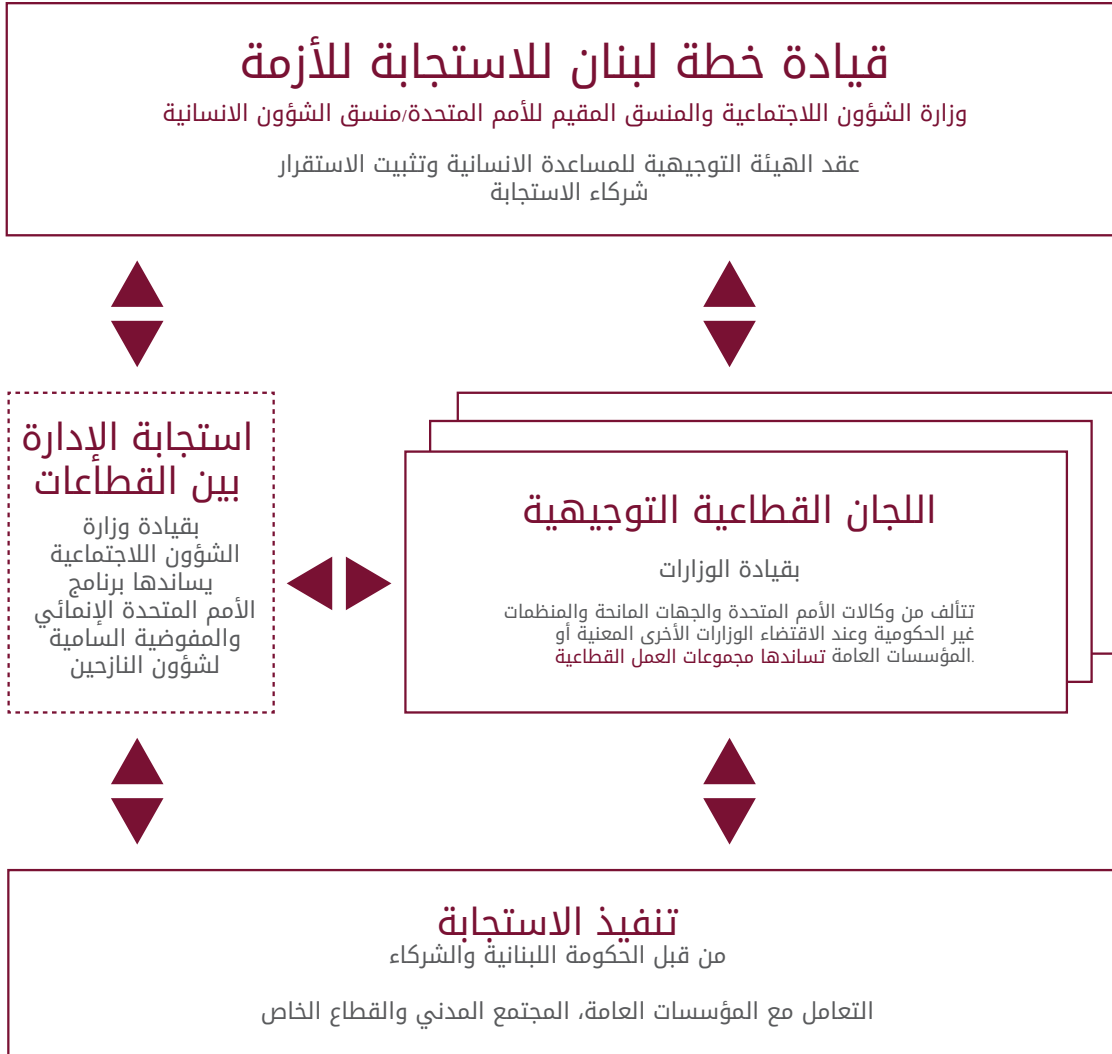 قيادة خطة لبنان للاستجابة للأزمة
وزارة الشؤون اللاجتماعية والمنسق المقيم للأمم المتحدة/منسق الشؤون الانسانية
عقد الهيئة التوجيهية للمساعدة الانسانية وتثبيت الاستقرار
شركاء الاستجابة
اللجان القطاعية التوجيهية
بقيادة الوزارات
تتألف من وكالات الأمم المتحدة والجهات المانحة والمنظمات
غير الحكومية وعند الاقتضاء الوزارات الأخرى المعنية أو
المؤسسات العامة تساندها مجموعات العمل القطاعية.
استجابة الإدارة
بين القطاعات
بقيادة وزارة
الشؤون اللاجتماعية
يساندها برنامج
الأمم المتحدة الإنمائي
والمفوضية السامية
لشؤون النازحين
تنفيذ الاستجابة
من قبل الحكومة اللبنانية والشركاء
التعامل مع المؤسسات العامة، المجتمع المدني والقطاع الخاص